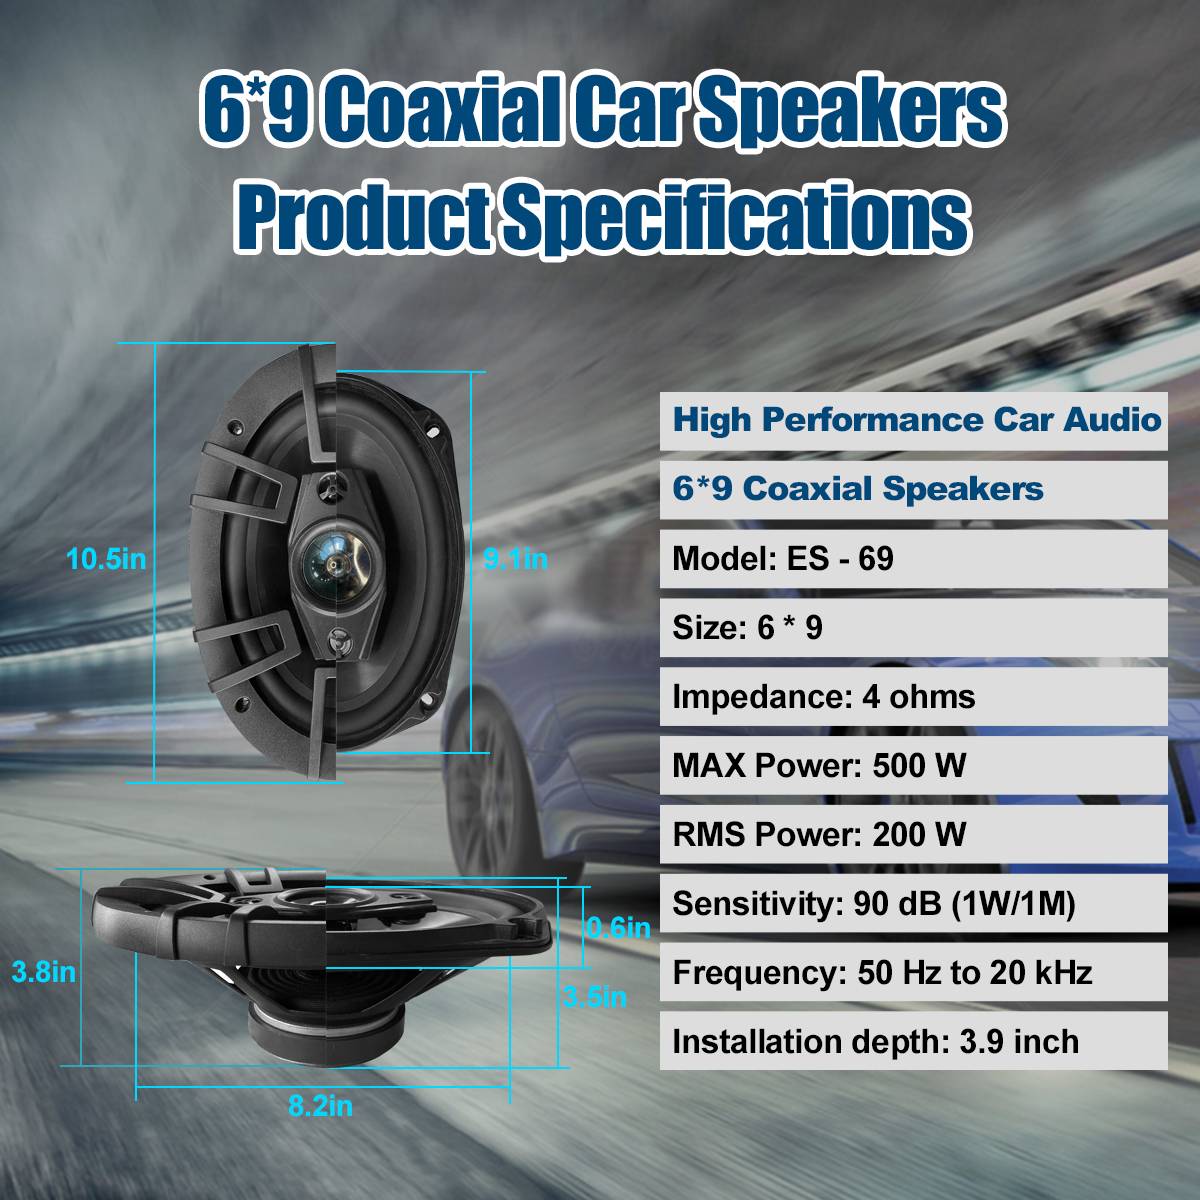 6*9 Coaxial Car Speakers
Product Specifications
10.5in
9.1in
High Performance Car Audio
6*9 Coaxial Speakers
Model: ES - 69
Size: 6 * 9
Impedance: 4 ohms
MAX Power: 500 W
RMS Power: 200 W
Sensitivity: 90 dB (1W/1M)
Frequency: 50 Hz to 20 kHz
Installation depth: 3.9 inch
0.6in
3.8in
3.5in
8.2in